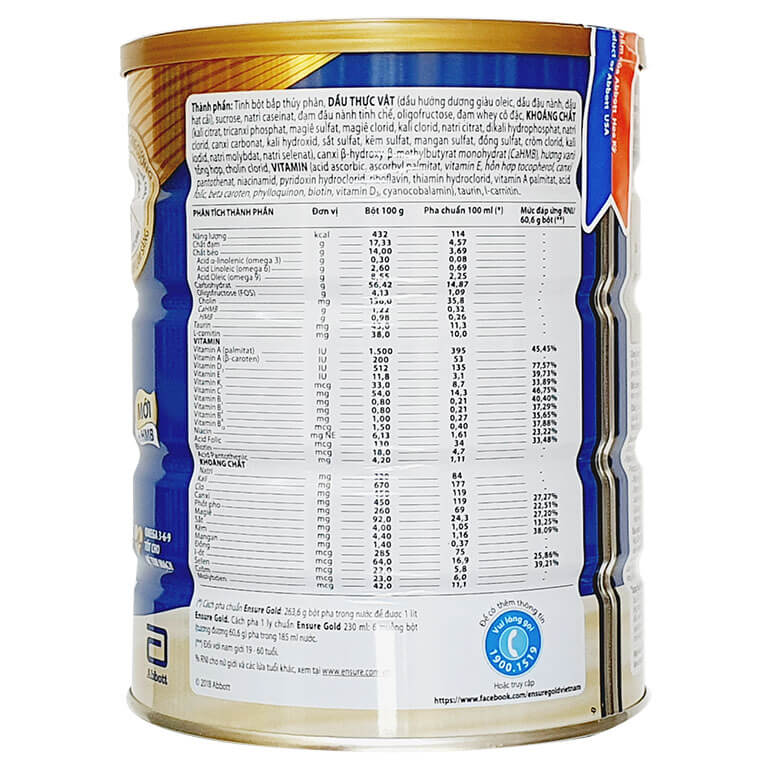 Thành phần: Tinh bột bắp thủy phân, DẦU THỰC VẬT (dầu hướng dương giàu oleic, dầu đậu nành, dầu
hạt cải), sucrose, natri caseinat, đạm đậu nành tinh chế, oligofructose, đạm whey cô đặc, KHOÁNG CHẤT
(kali citrat, tricanxi phosphat, magiê sulfat, magiê clorid, kali clorid, natri citrat, dikali hydrophosphat, natri
clorid, canxi carbonat, kali hydroxid, sắt sulfat, kẽm sulfat, mangan sulfat, đồng sulfat, crôm clorid, kali
iodid, natri molybdat, natri selenat), canxi β-hydroxy-β-methylbutyrat monohydrat (CaHMB), hương vani
tổng hợp, cholin clorid, VITAMIN (acid ascorbic, ascorbyl palmitat, vitamin E, hỗn hợp tocopherol, canxi
pantothenat, niacinamid, pyridoxin hydroclorid, riboflavin, thiamin hydroclorid, vitamin A palmitat, acid
folic, beta caroten, phylloquinon, biotin, vitamin D₃, cyanocobalamin), taurin, L-carnitin.
PHÂN TÍCH THÀNH PHẦN Đơn vị Bột 100 g Pha chuẩn 100 ml (*) Mức đáp ứng RNI/
60,6 g bột (**)
Năng lượng kcal 432 114
Chất đạm g 17,33 4,57
Chất béo g 14,00 3,69
Acid α-linolenic (omega 3) g 0,30 0,08
Acid Linoleic (omega 6) g 2,60 0,69
Acid Oleic (omega 9) g 8,55 2,25
Carbohydrat g 56,42 14,87
Oligofructose (FOS) g 4,13 1,09
Cholin mg 35,8
CaHMB g 1,22 0,32
HMB g 0,98 0,26
Taurin mg 11,3
L-carnitin mg 38,0 10,0
VITAMIN
Vitamin A (palmitat) IU 1.500 395 45,45%
Vitamin A (β-caroten) IU 200 53
Vitamin D IU 512 135 77,57%
Vitamin E IU 11,8 3,1 39,73%
Vitamin K mcg 33,0 8,7 33,89%
Vitamin C mg 54,0 14,3 46,75%
Vitamin B mg 0,80 0,21 40,40%
Vitamin B mg 0,80 0,21 37,29%
Vitamin B mg 1,00 0,27 35,65%
Vitamin B mcg 1,50 0,40 37,88%
Niacin mg NE 6,13 1,61 23,22%
Acid Folic mcg 34 33,48%
Biotin mcg 18,0 4,7
Acid Pantothenic mg 4,20 1,11
KHOÁNG CHẤT
Natri mg 84
Kali mg 670 177
Clo mg 119
Canxi mg 450 119 27,27%
Phốt pho mg 260 69 22,51%
Magiê mg 92,0 24,3 27,20%
Sắt mg 4,00 1,05 13,25%
Kẽm mg 4,40 1,16 38,09%
Mangan mg 1,40 0,37
Đồng mcg 285 75
I-ốt mcg 64,0 16,9 25,86%
Selen mcg 5,8 39,21%
Crôm mcg 23,0 6,0
Molybden mcg 42,0 11,1
(*) Cách pha chuẩn Ensure Gold: 263,6 g bột pha trong nước để được 1 lít
Ensure Gold. Cách pha 1 ly chuẩn Ensure Gold 230 ml: 6 muỗng bột
(tương đương 60,6 g) pha trong 185 ml nước.
(**) Đối với nam giới 19 - 60 tuổi.
% RNI cho nữ giới và các lứa tuổi khác, xem tại www.ensure.com.vn
© 2018 Abbott
Để có thêm thông tin
Vui lòng gọi
1900.1519
Hoặc truy cập
https://www.facebook.com/ensuregoldvietnam
MỚI
HMB
OMEGA 3-6-9
TỐT CHO
Abbott
Product of Abbott USA
Abbott Hoa Kỳ